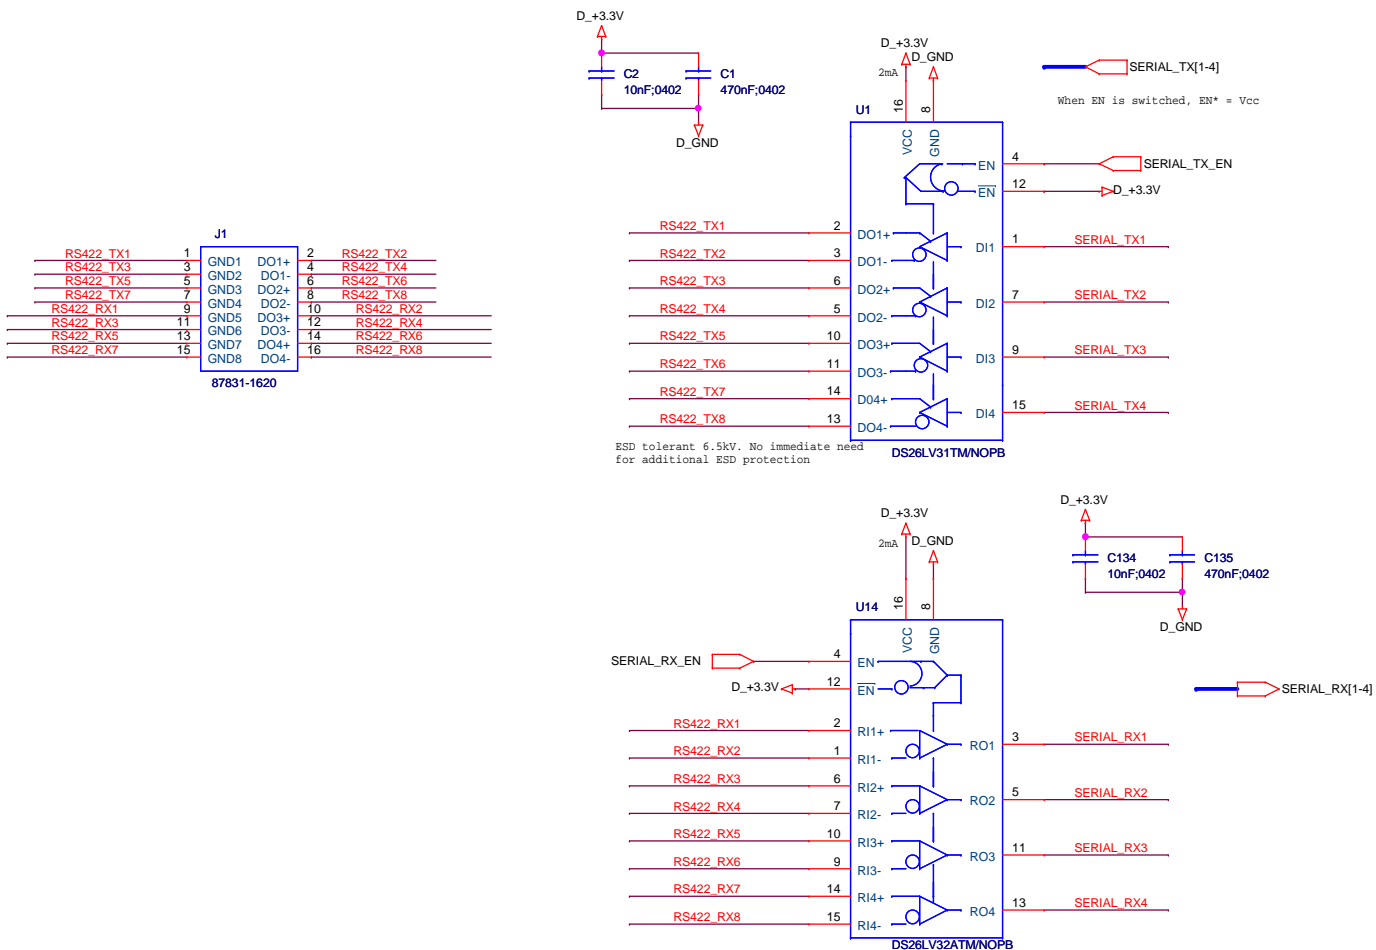 D_+3.3V
C2
10nF;0402
C1
470nF;0402
D_GND
D_+3.3V
D_GND
2mA
16
8
U1
VCC
GND
SERIAL_TX[1-4]
When EN is switched, EN* = Vcc
EN
4
SERIAL_TX_EN
EN
12
D_+3.3V
RS422_TX1
2
DO1+
RS422_TX2
3
DO1-
DI1
1
SERIAL_TX1
RS422_TX3
6
DO2+
RS422_TX4
5
DO2-
DI2
7
SERIAL_TX2
RS422_TX5
10
DO3+
RS422_TX6
11
DO3-
DI3
9
SERIAL_TX3
RS422_TX7
14
D04+
RS422_TX8
13
DO4-
DI4
15
SERIAL_TX4
ESD tolerant 6.5kV. No immediate need
for additional ESD protection
DS26LV31TM/NOPB
J1
RS422_TX1 1 GND1 DO1+ 2 RS422_TX2
RS422_TX3 3 GND2 DO1- 4 RS422_TX4
RS422_TX5 5 GND3 DO2+ 6 RS422_TX6
RS422_TX7 7 GND4 DO2- 8 RS422_TX8
RS422_RX1 9 GND5 DO3+ 10 RS422_RX2
RS422_RX3 11 GND6 DO3- 12 RS422_RX4
RS422_RX5 13 GND7 DO4+ 14 RS422_RX6
RS422_RX7 15 GND8 DO4- 16 RS422_RX8
87831-1620
D_+3.3V
2mA
D_GND
16
8
U14
VCC
GND
D_+3.3V
C134
10nF;0402
C135
470nF;0402
D_GND
SERIAL_RX_EN
4
EN
D_+3.3V
12
EN
SERIAL_RX[1-4]
RS422_RX1
2
RI1+
RS422_RX2
1
RI1-
RO1
3
SERIAL_RX1
RS422_RX3
6
RI2+
RS422_RX4
7
RI2-
RO2
5
SERIAL_RX2
RS422_RX5
10
RI3+
RS422_RX6
9
RI3-
RO3
11
SERIAL_RX3
RS422_RX7
14
RI4+
RS422_RX8
15
RI4-
RO4
13
SERIAL_RX4
DS26LV32ATM/NOPB